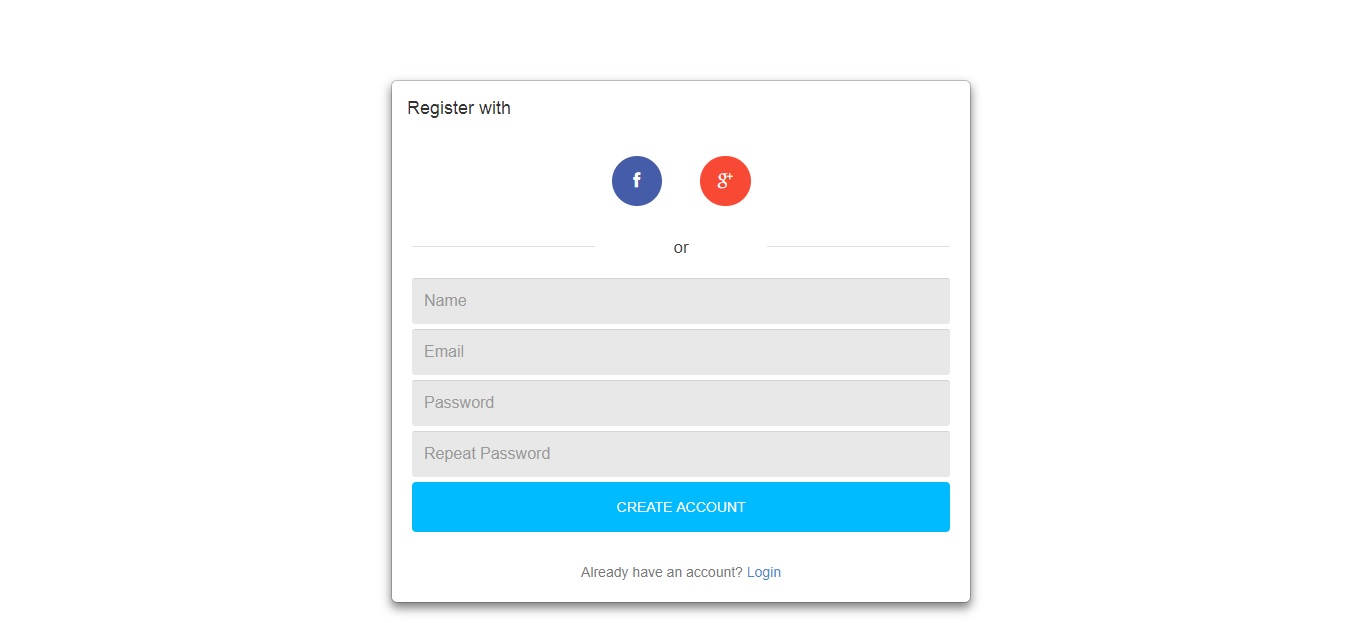 Register with
f g+
or
Name
Email
Password
Repeat Password
CREATE ACCOUNT
Already have an account? Login